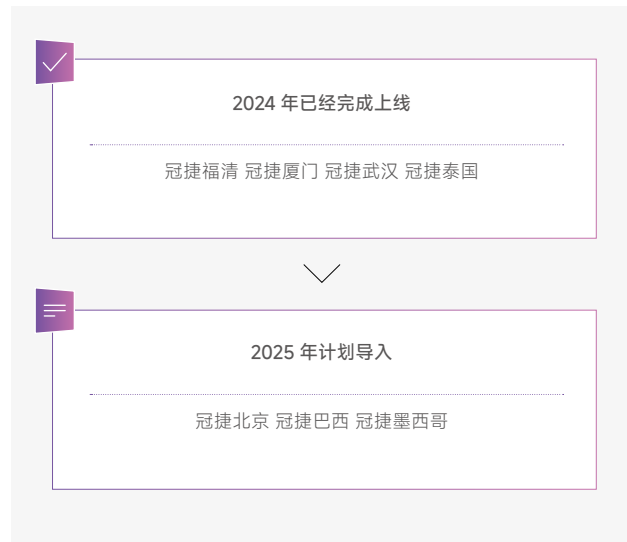 2024 年已经完成上线
冠捷福清 冠捷厦门 冠捷武汉 冠捷泰国
2025 年计划导入
冠捷北京 冠捷巴西 冠捷墨西哥